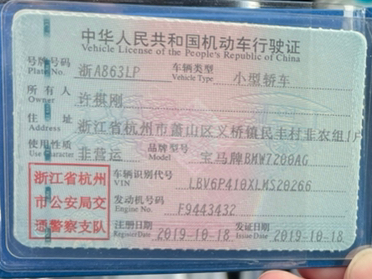 中华人民共和国机动车行驶证
Vehicle License of the People's Republic of China
号牌号码 浙A863LP 车辆类型 小型轿车
Plate No. Vehicle Type
所有人 许棋刚
Owner
住址 浙江省杭州市萧山区义桥镇民丰村非农组1户
Address
使用性质 非营运 品牌型号 宝马牌BMW7200AG
Use Character Model
浙江省杭州
市公安局交
通警察支队
车辆识别代号 LBV6P410XLMS20266
VIN
发动机号码 F9443432
Engine No.
注册日期 2019-10-18 发证日期 2019-10-18
Register Date Issue Date